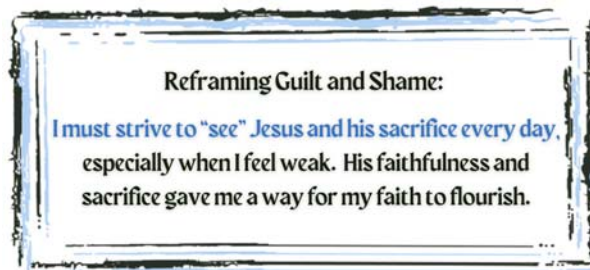 Reframing Guilt and Shame:
I must strive to “see” Jesus and his sacrifice every day,
especially when I feel weak. His faithfulness and
sacrifice gave me a way for my faith to flourish.